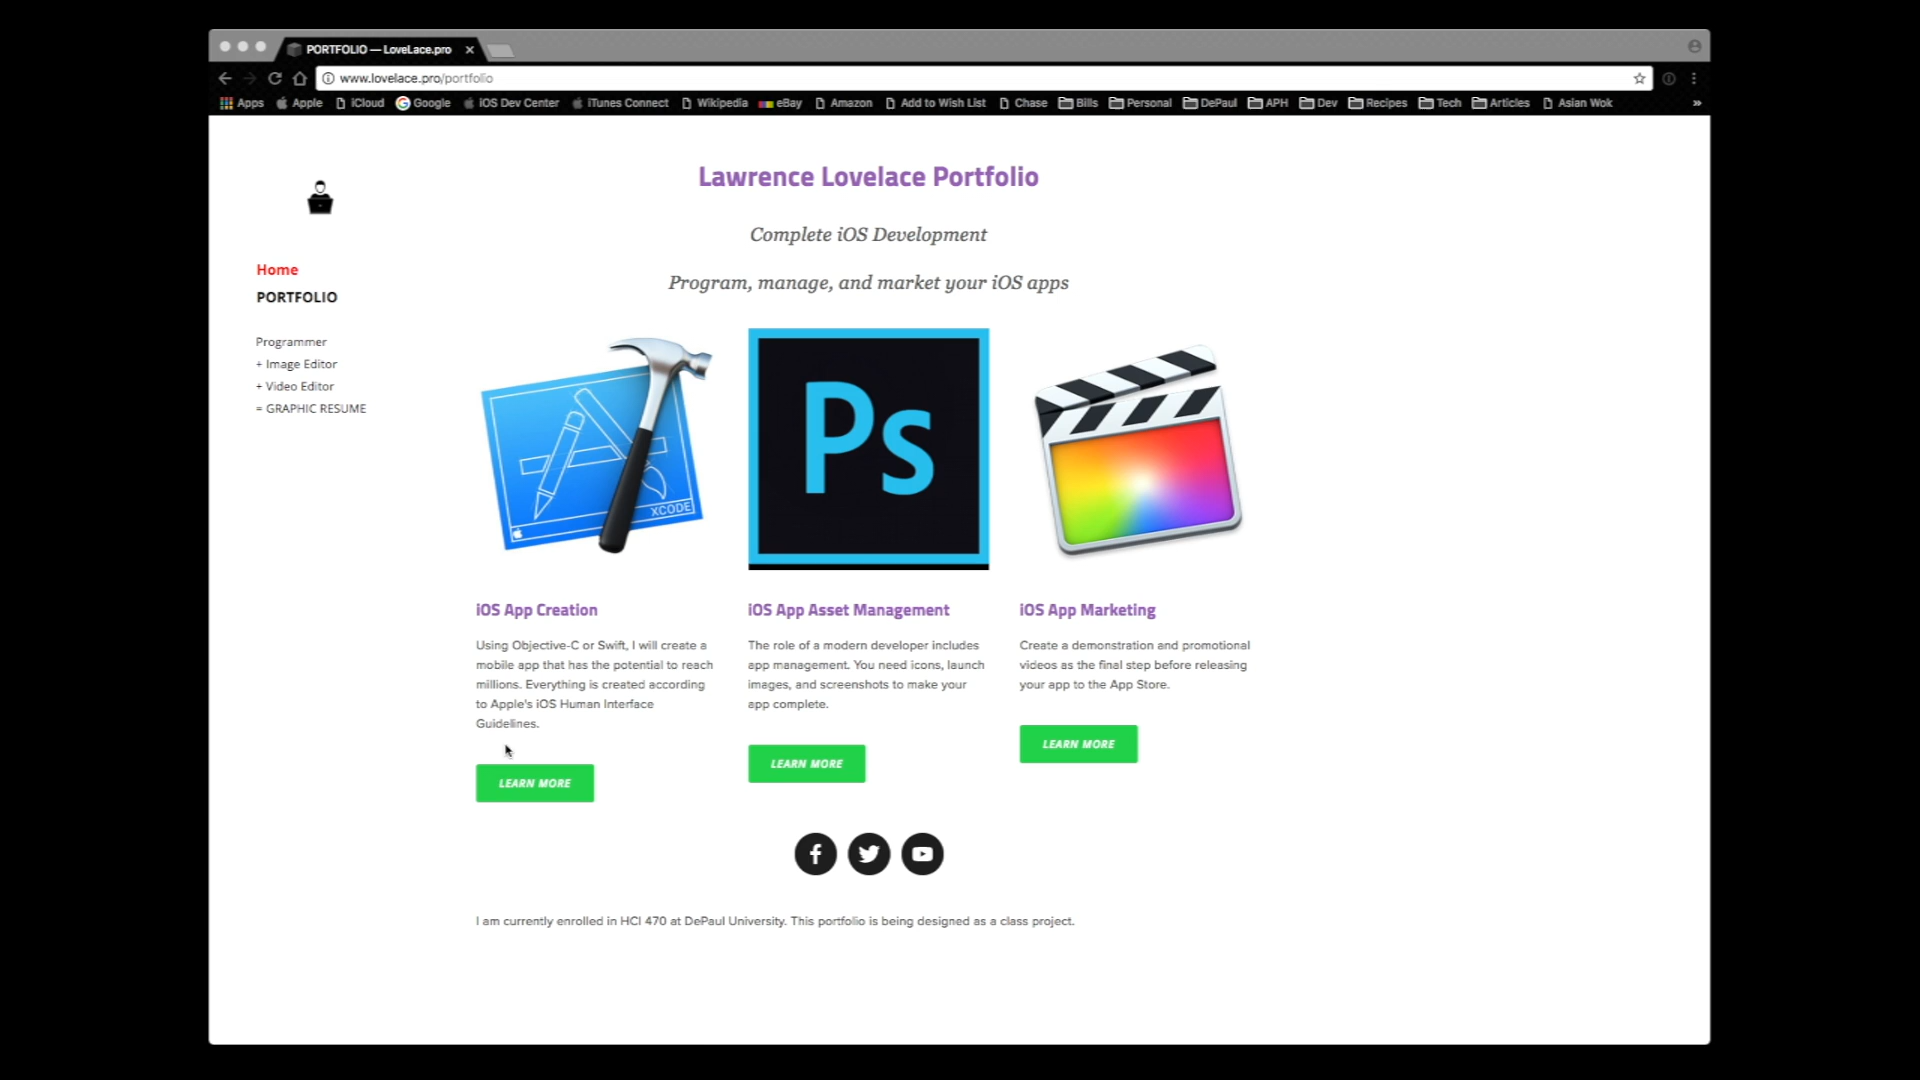 PORTFOLIO — LoveLace.pro
www.lovelace.pro/portfolio
Apps Apple iCloud Google iOS Dev Center iTunes Connect Wikipedia eBay Amazon Add to Wish List Chase Bills Personal DePaul APH Dev Recipes Tech Articles Asian Wok »
Home
PORTFOLIO
Programmer
+ Image Editor
+ Video Editor
= GRAPHIC RESUME
Lawrence Lovelace Portfolio
Complete iOS Development
Program, manage, and market your iOS apps
XCODE
Ps
iOS App Creation
Using Objective-C or Swift, I will create a
mobile app that has the potential to reach
millions. Everything is created according
to Apple's iOS Human Interface
Guidelines.
LEARN MORE
iOS App Asset Management
The role of a modern developer includes
app management. You need icons, launch
images, and screenshots to make your
app complete.
LEARN MORE
iOS App Marketing
Create a demonstration and promotional
videos as the final step before releasing
your app to the App Store.
LEARN MORE
I am currently enrolled in HCI 470 at DePaul University. This portfolio is being designed as a class project.